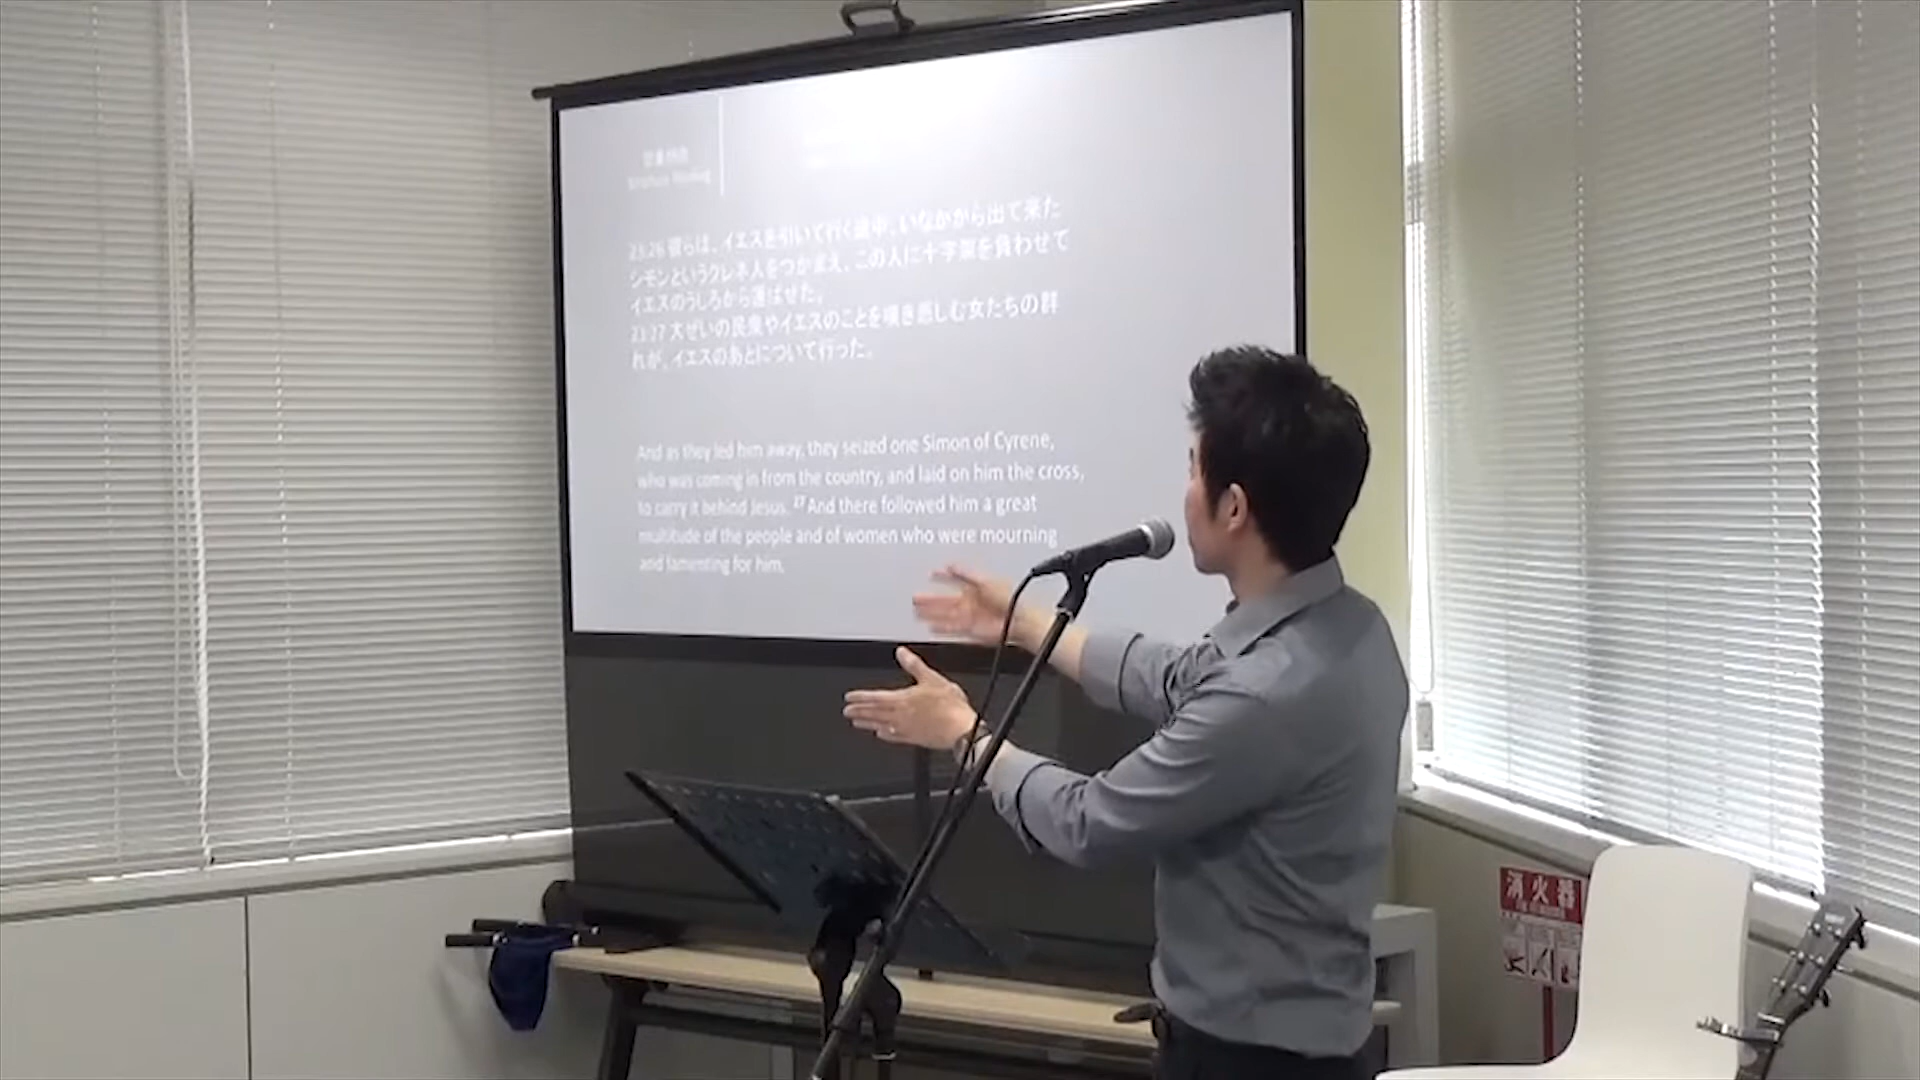 Scripture Reading
23:26 彼らは、イエスを引いて行く途中、いなかから出て来た
シモンというクレネ人をつかまえ、この人に十字架を負わせて
イエスのうしろから運ばせた。
23:27 大ぜいの民衆やイエスのことを嘆き悲しむ女たちの群
れが、イエスのあとについて行った。
And as they led him away, they seized one Simon of Cyrene,
who was coming in from the country, and laid on him the cross,
to carry it behind Jesus. 27 And there followed him a great
multitude of the people and of women who were mourning
and lamenting for him.
消火器